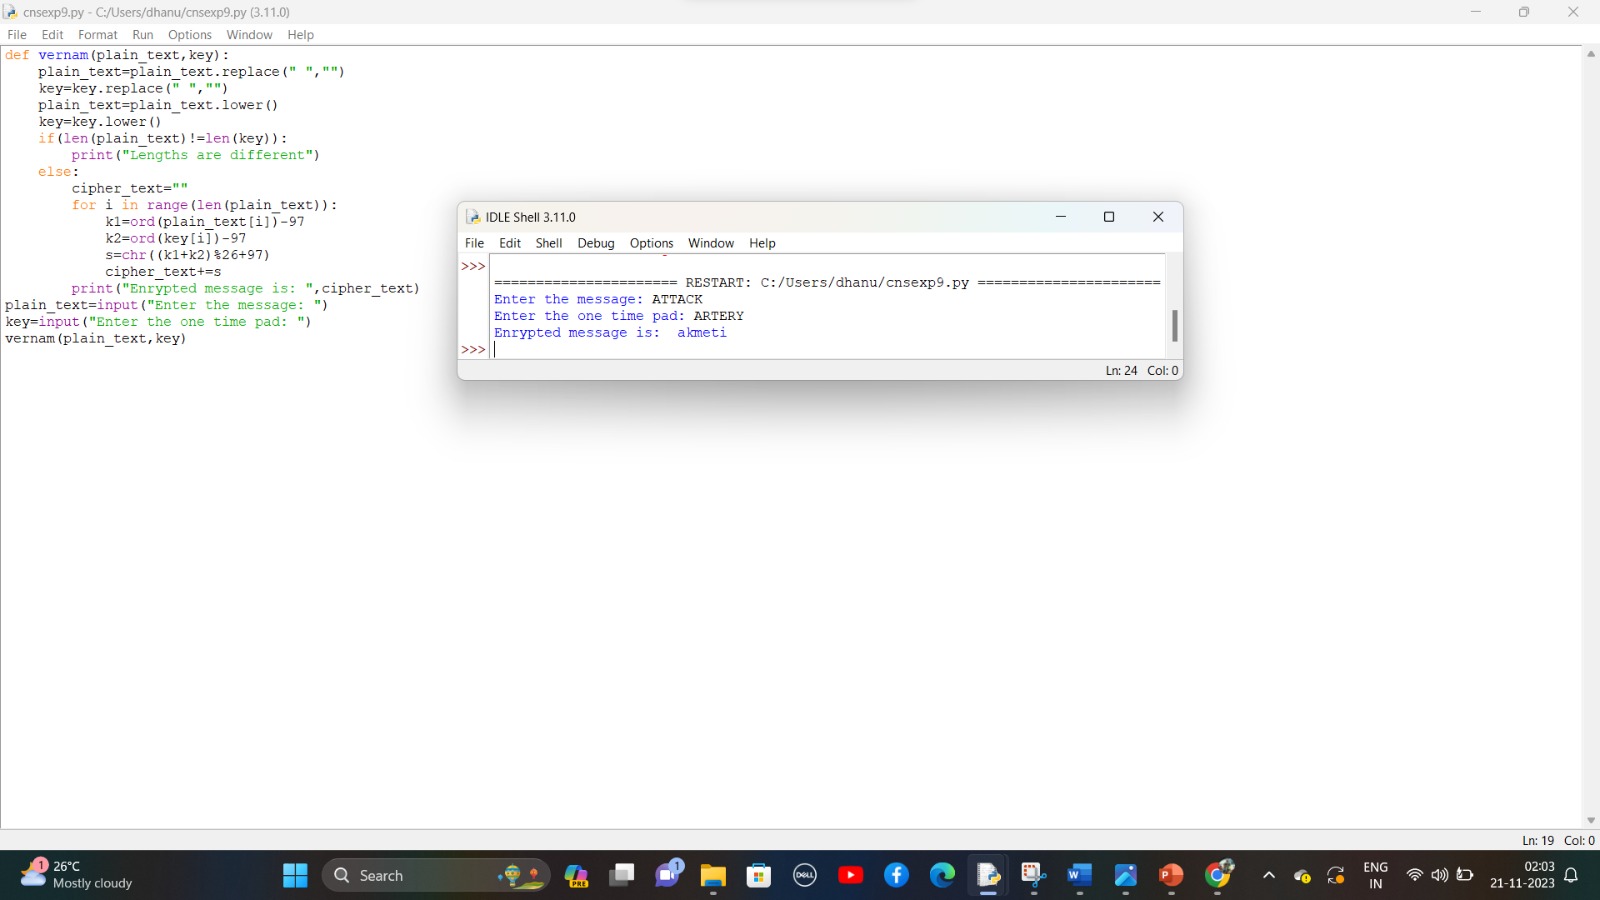 cnsexp9.py - C:/Users/dhanu/cnsexp9.py (3.11.0)
File Edit Format Run Options Window Help
def vernam(plain_text,key):
    plain_text=plain_text.replace(" ","")
    key=key.replace(" ","")
    plain_text=plain_text.lower()
    key=key.lower()
    if(len(plain_text)!=len(key)):
        print("Lengths are different")
    else:
        cipher_text=""
        for i in range(len(plain_text)):
            k1=ord(plain_text[i])-97
            k2=ord(key[i])-97
            s=chr((k1+k2)%26+97)
            cipher_text+=s
        print("Enrypted message is: ",cipher_text)
plain_text=input("Enter the message: ")
key=input("Enter the one time pad: ")
vernam(plain_text,key)
IDLE Shell 3.11.0
File Edit Shell Debug Options Window Help
>>>
====================== RESTART: C:/Users/dhanu/cnsexp9.py ======================
Enter the message: ATTACK
Enter the one time pad: ARTERY
Enrypted message is:  akmeti
>>>
Ln: 24 Col: 0
Ln: 19 Col: 0
1
26°C
Mostly cloudy
Search
PRE
1
DELL
W
P
ENG
IN
02:03
21-11-2023